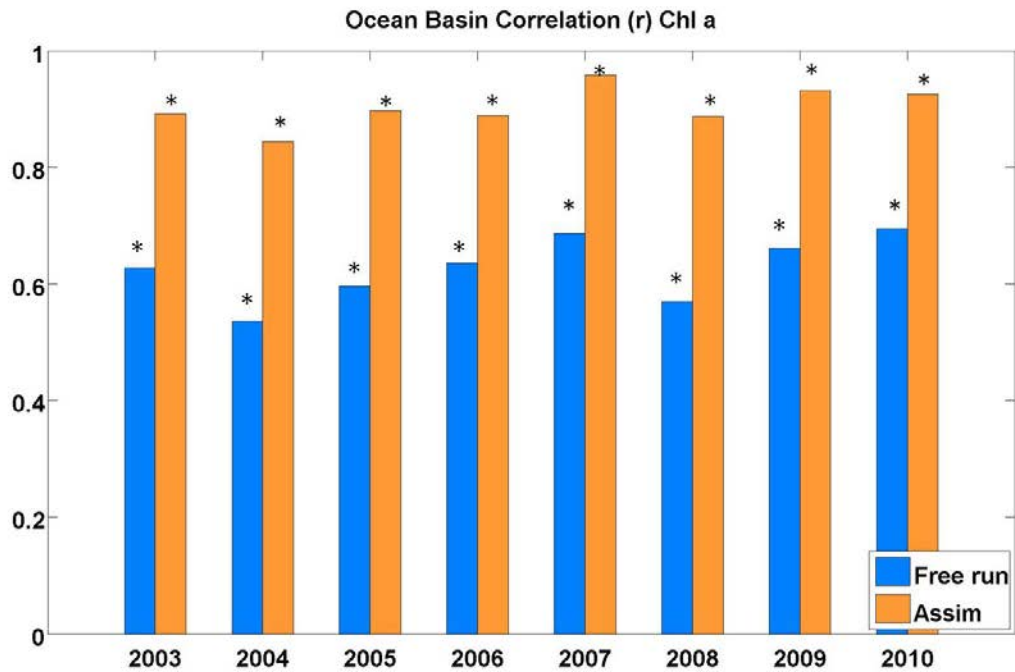 Ocean Basin Correlation (r) Chl a
1
0.8
0.6
0.4
0.2
0
* * * * * * * *
* * * * * * * *
Free run
Assim
2003 2004 2005 2006 2007 2008 2009 2010